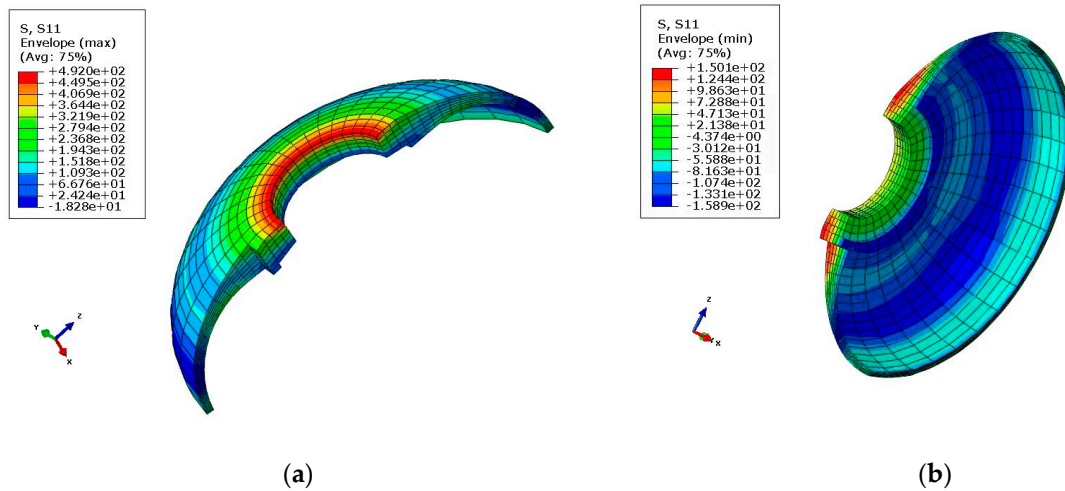 S, S11
Envelope (max)
(Avg: 75%)
+4.920e+02
+4.495e+02
+4.069e+02
+3.644e+02
+3.219e+02
+2.794e+02
+2.368e+02
+1.943e+02
+1.518e+02
+1.093e+02
+6.676e+01
+2.424e+01
-1.828e+01
Y
Z
X
(a)
S, S11
Envelope (min)
(Avg: 75%)
+1.501e+02
+1.244e+02
+9.863e+01
+7.288e+01
+4.713e+01
+2.138e+01
-4.374e+00
-3.012e+01
-5.588e+01
-8.163e+01
-1.074e+02
-1.331e+02
-1.589e+02
Z
Y
X
(b)